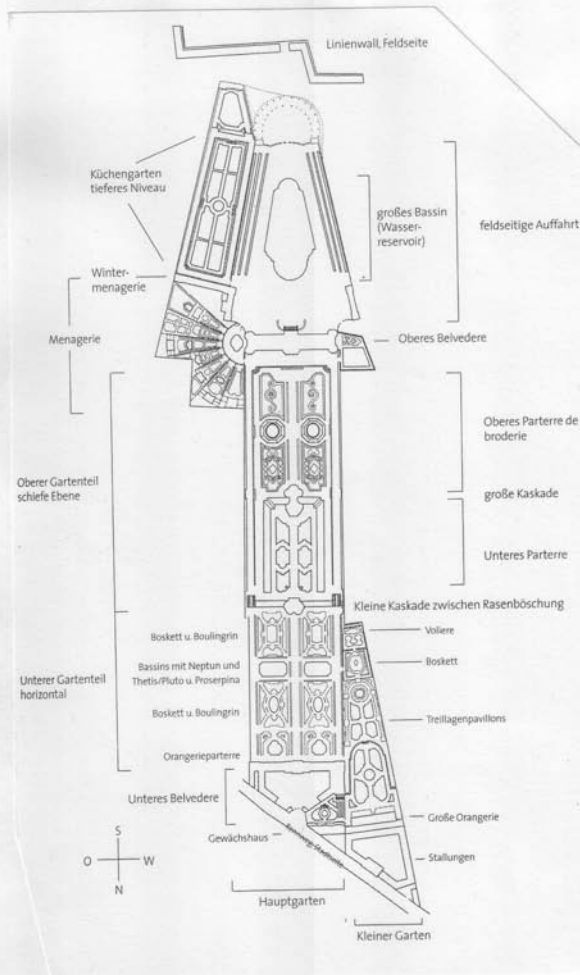 Linienwall, Feldseite
Küchengarten
tieferes Niveau
großes Bassin
(Wasser-
reservoir)
feldseitige Auffahrt
Winter-
menagerie
Menagerie
Oberes Belvedere
Oberes Parterre de
broderie
Oberer Gartenteil
schiefe Ebene
große Kaskade
Unteres Parterre
Kleine Kaskade zwischen Rasenböschung
Voliere
Boskett u. Boulingrin
Boskett
Bassins mit Neptun und
Thetis/Pluto u. Proserpina
Unterer Gartenteil
horizontal
Boskett u. Boulingrin
Treillagenpavillons
Orangerieparterre
Unteres Belvedere
Große Orangerie
Gewächshaus
Stallungen
S
O
W
N
Hauptgarten
Kleiner Garten